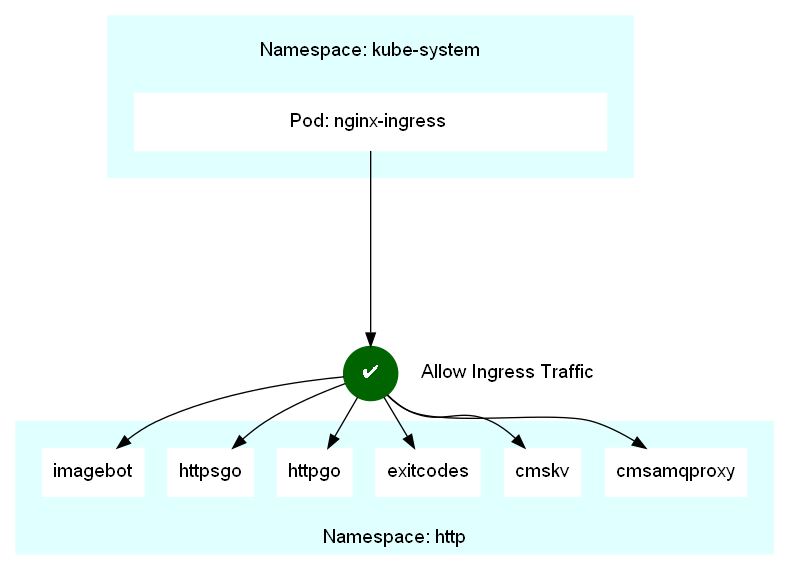 Namespace: kube-system
Pod: nginx-ingress
✔
Allow Ingress Traffic
imagebot
httpsgo
httpgo
exitcodes
cmskv
cmsamqproxy
Namespace: http